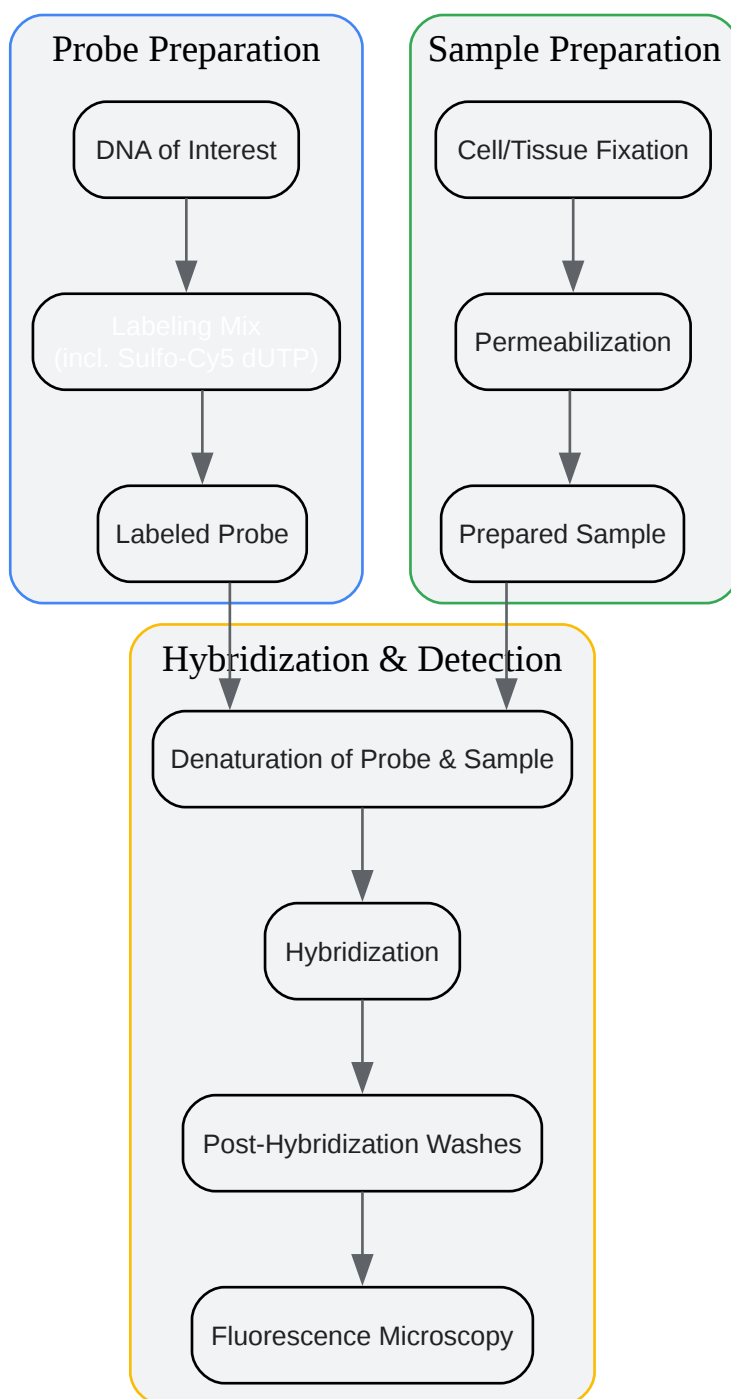 Probe Preparation
DNA of Interest
Labeling Mix
(incl. Sulfo-Cy5 dUTP)
Labeled Probe
Sample Preparation
Cell/Tissue Fixation
Permeabilization
Prepared Sample
Hybridization & Detection
Denaturation of Probe & Sample
Hybridization
Post-Hybridization Washes
Fluorescence Microscopy